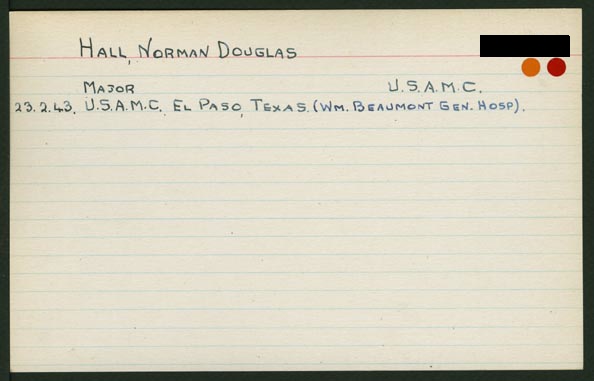 HALL, NORMAN DOUGLAS
MAJOR U.S.A.M.C.
23.2.43. U.S.A.M.C. EL PASO, TEXAS. (WM. BEAUMONT GEN. HOSP).